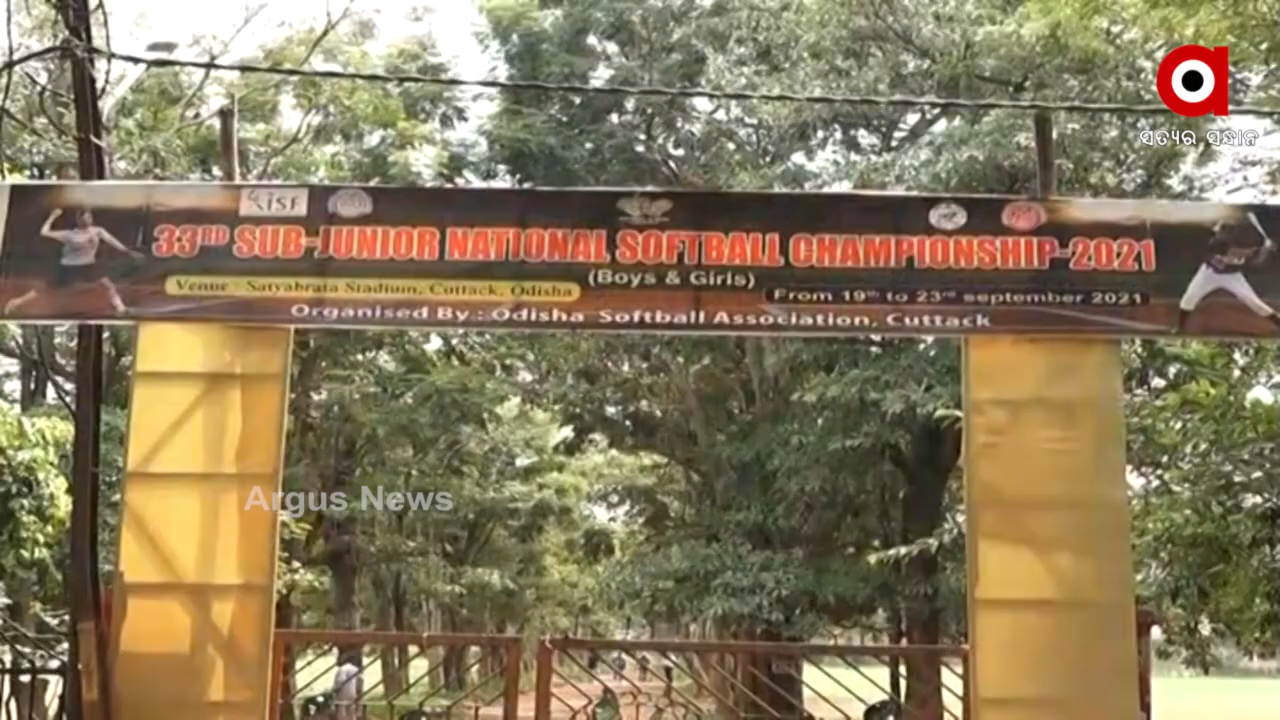 ସତ୍ୟର ସନ୍ଧାନ
ISF
33RD SUB-JUNIOR NATIONAL SOFTBALL CHAMPIONSHIP-2021
(Boys & Girls)
Venue : Satyabrata Stadium, Cuttack, Odisha
From 19th to 23rd september 2021
Organised By : Odisha Softball Association, Cuttack
Argus News